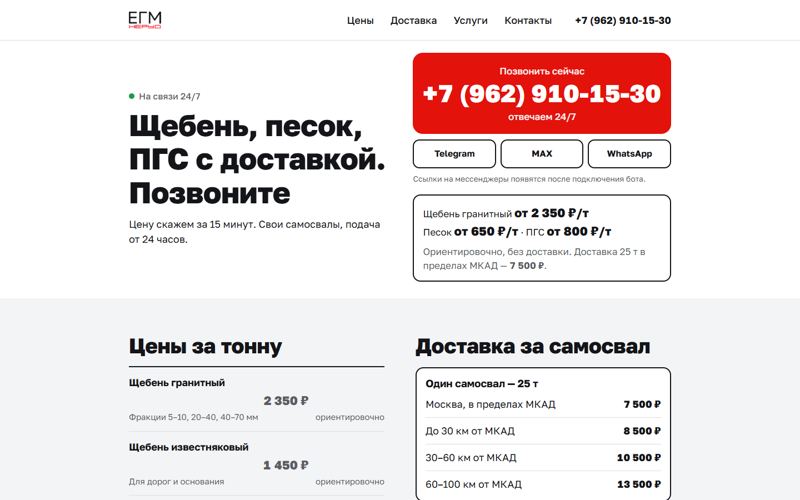 ЕГМ
НЕРУД
Цены
Доставка
Услуги
Контакты
+7 (962) 910-15-30
На связи 24/7
Щебень, песок,
ПГС с доставкой.
Позвоните
Цену скажем за 15 минут. Свои самосвалы, подача
от 24 часов.
Позвонить сейчас
+7 (962) 910-15-30
отвечаем 24/7
Telegram
MAX
WhatsApp
Ссылки на мессенджеры появятся после подключения бота.
Щебень гранитный от 2 350 ₽/т
Песок от 650 ₽/т · ПГС от 800 ₽/т
Ориентировочно, без доставки. Доставка 25 т в
пределах МКАД — 7 500 ₽.
Цены за тонну
Щебень гранитный
2 350 ₽
Фракции 5–10, 20–40, 40–70 мм
ориентировочно
Щебень известняковый
1 450 ₽
Для дорог и основания
ориентировочно
Доставка за самосвал
Один самосвал — 25 т
Москва, в пределах МКАД 7 500 ₽
До 30 км от МКАД 8 500 ₽
30–60 км от МКАД 10 500 ₽
60–100 км от МКАД 13 500 ₽